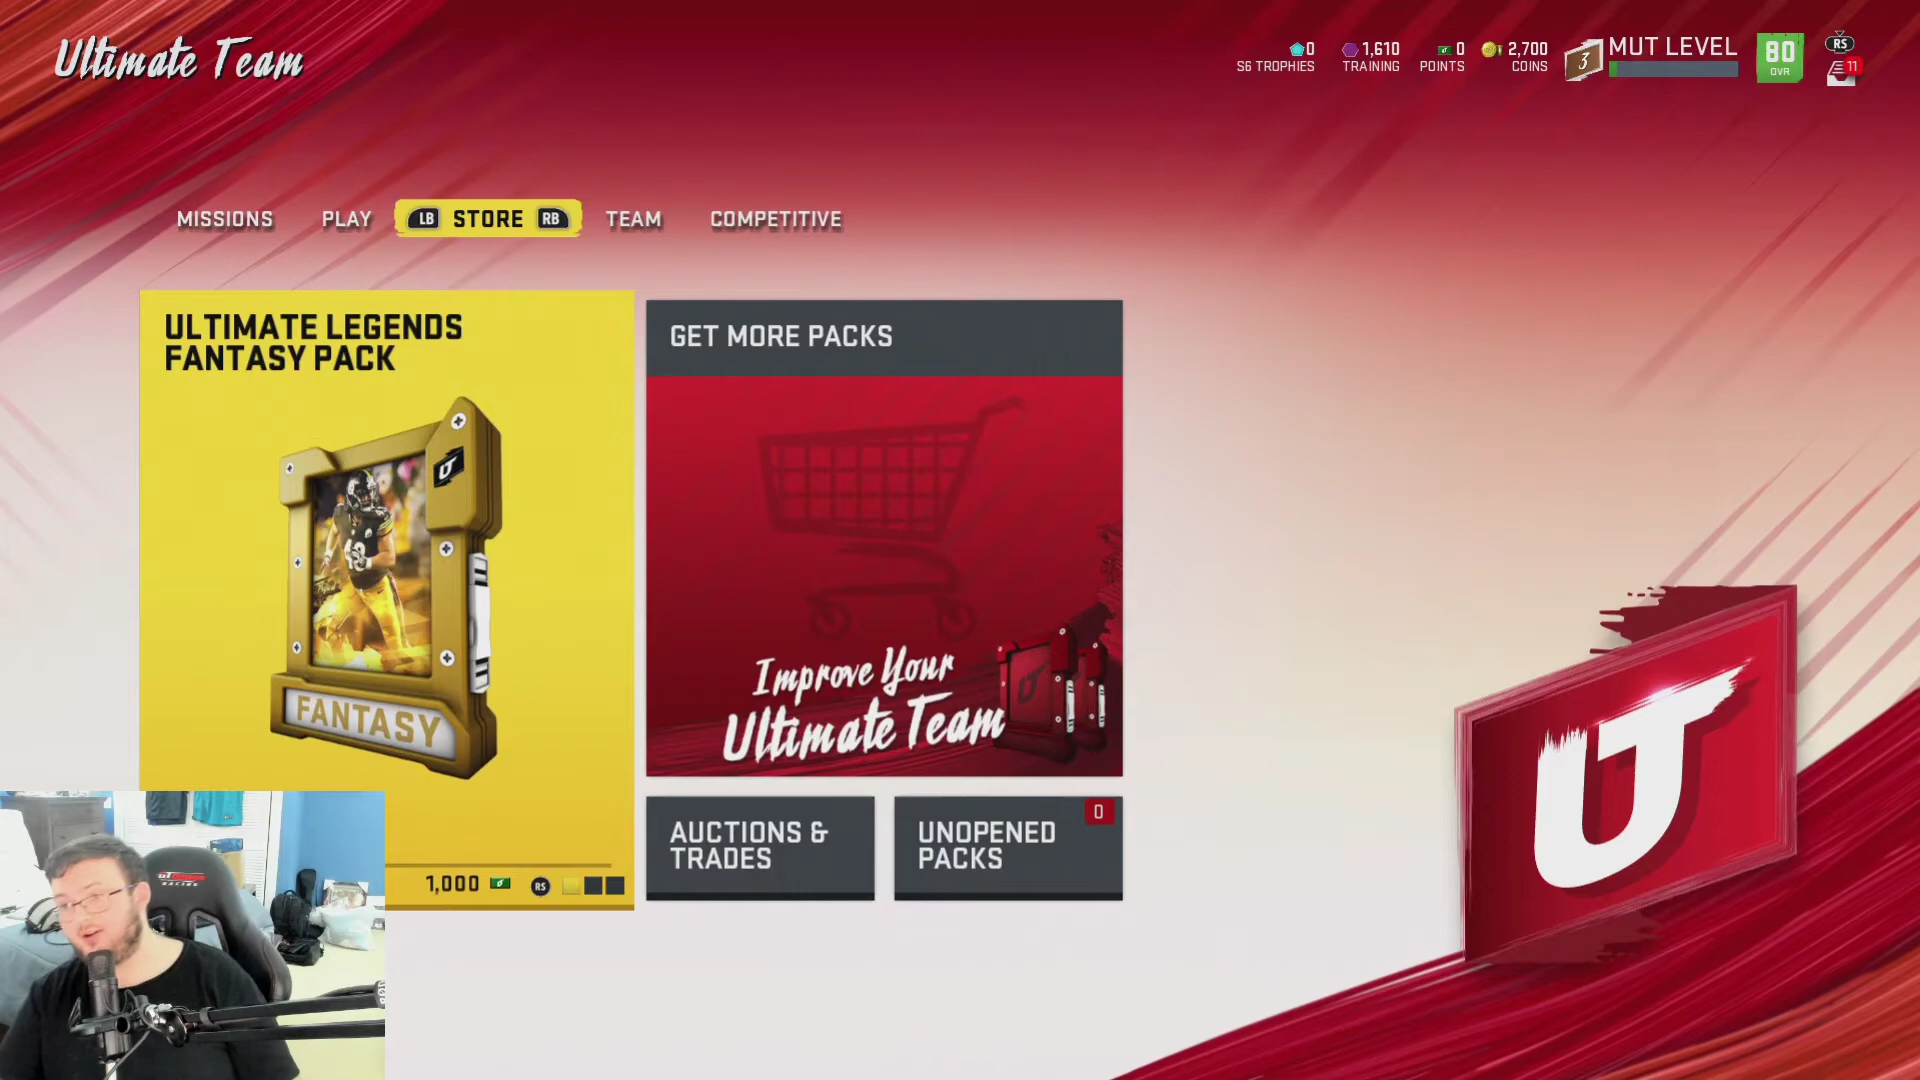 Ultimate Team
0
S6 TROPHIES
1,610
TRAINING
0
POINTS
2,700
COINS
3
MUT LEVEL
80
OVR
RS
11
MISSIONS
PLAY
LB STORE RB
TEAM
COMPETITIVE
ULTIMATE LEGENDS
FANTASY PACK
UT
FANTASY
1,000
RS
GET MORE PACKS
Improve Your
Ultimate Team
AUCTIONS &
TRADES
UNOPENED
PACKS
0
UT